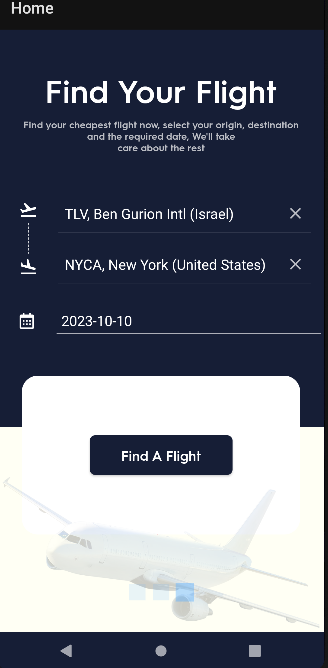 Home
Find Your Flight
Find your cheapest flight now, select your origin, destination
and the required date, We'll take
care about the rest
TLV, Ben Gurion Intl (Israel)
NYCA, New York (United States)
2023-10-10
Find A Flight